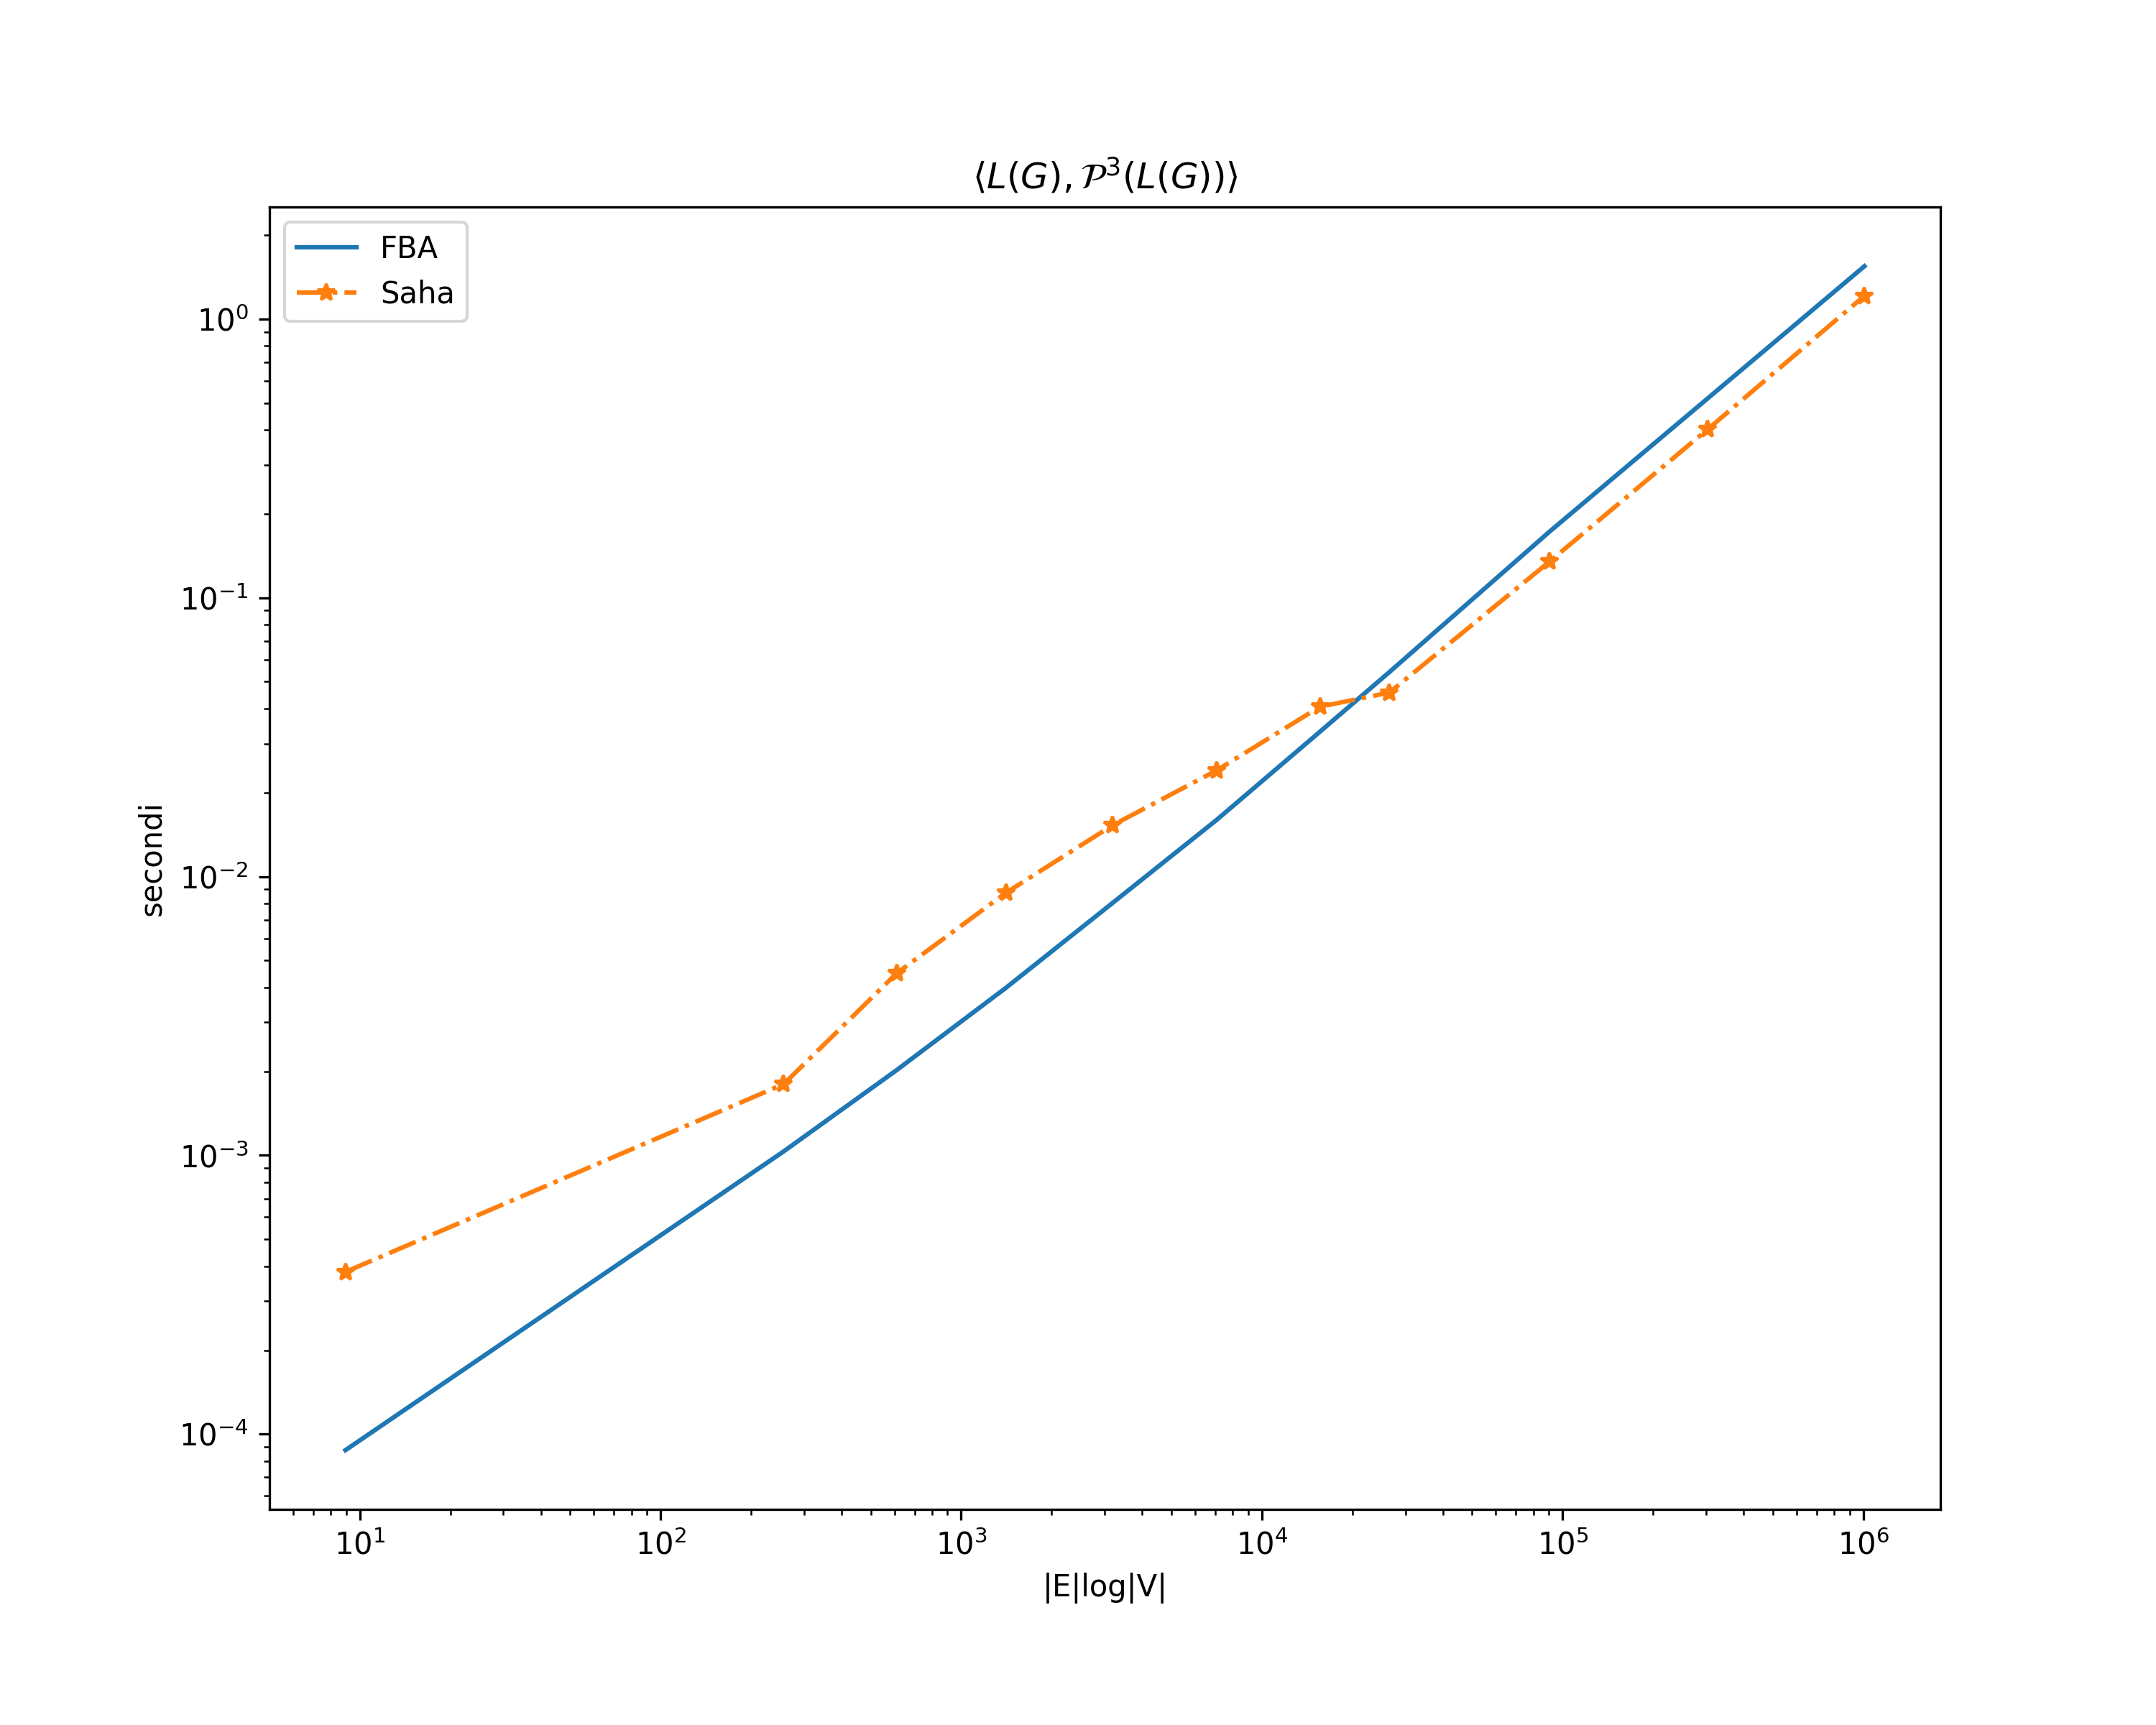 ⟨L(G), 𝒫³(L(G))⟩
FBA
Saha
10⁰
10⁻¹
10⁻²
10⁻³
10⁻⁴
secondi
10¹ 10² 10³ 10⁴ 10⁵ 10⁶
|E|log|V|